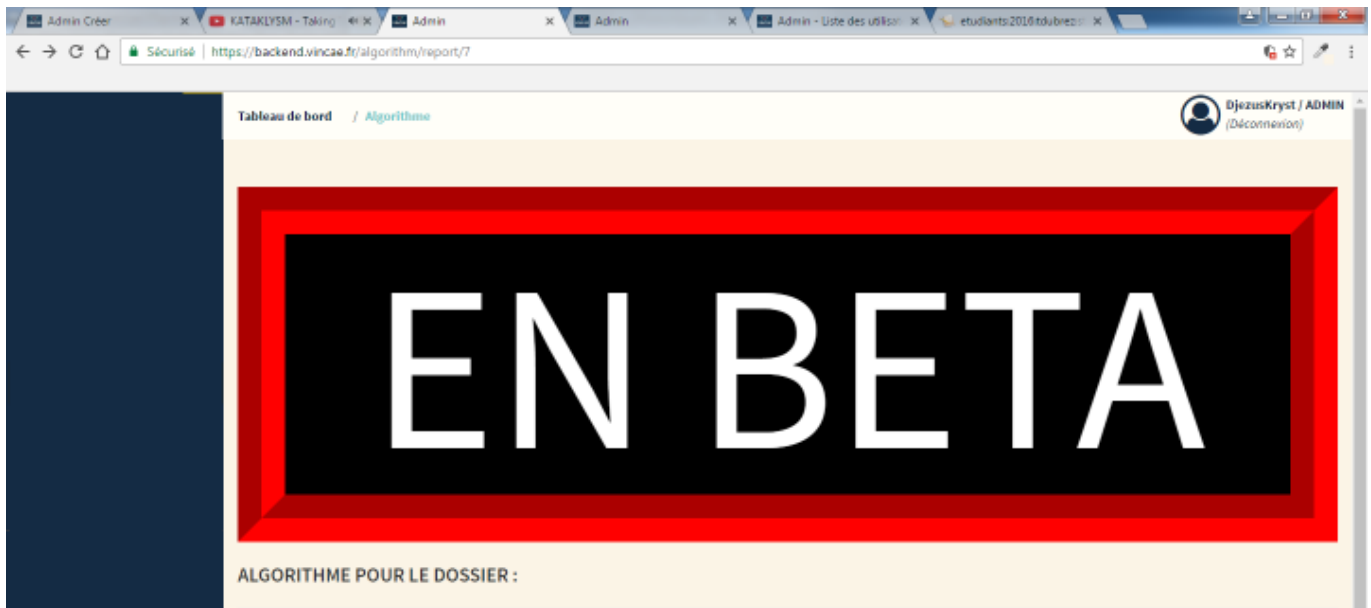 Admin Créer
KATAKLYSM - Taking
Admin
Admin
Admin - Liste des utilisat
etudiants:2016:tdubrez:s
Sécurisé
https://backend.vincae.fr/algorithm/report/7
Tableau de bord / Algorithme
DjezusKryst / ADMIN
(Déconnexion)
EN BETA
ALGORITHME POUR LE DOSSIER :